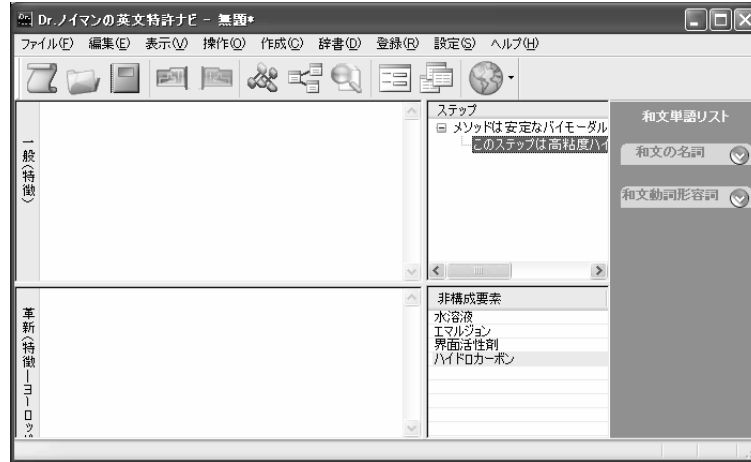 Dr.ノイマンの英文特許ナビ - 無題*
ファイル(F) 編集(E) 表示(V) 操作(O) 作成(C) 辞書(D) 登録(R) 設定(S) ヘルプ(H)
一般(特徴)
ステップ
メソッドは安定なバイモーダル
このステップは高粘度ハイ
和文単語リスト
和文の名詞
和文動詞形容詞
革新(特徴ーヨーロッパ
非構成要素
水溶液
エマルジョン
界面活性剤
ハイドロカーボン